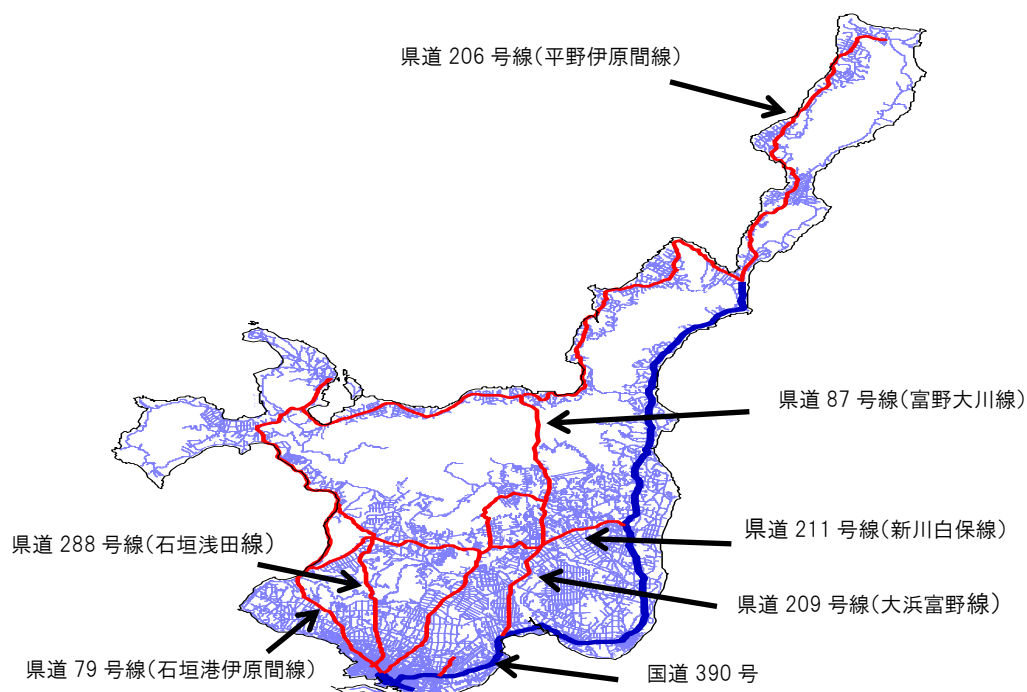 県道 206 号線(平野伊原間線)
県道 87 号線(富野大川線)
県道 211 号線(新川白保線)
県道 288 号線(石垣浅田線)
県道 209 号線(大浜富野線)
県道 79 号線(石垣港伊原間線)
国道 390 号